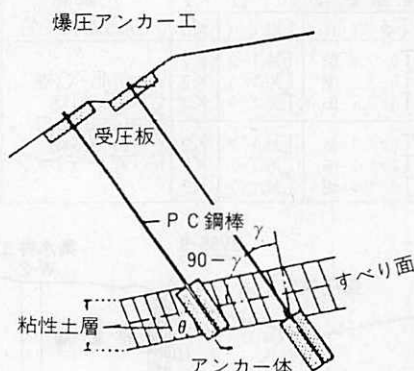 爆圧アンカー工
受圧板
PC鋼棒
γ
90-γ
すべり面
粘性土層
θ
アンカー体